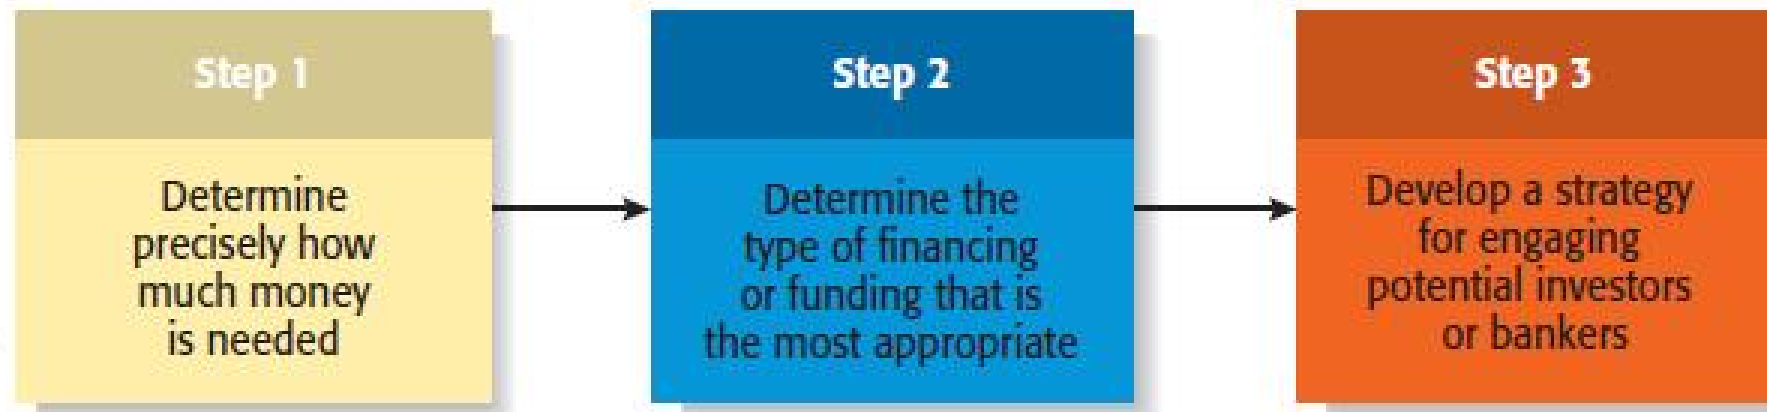 Step 1
Determine
precisely how
much money
is needed
Step 2
Determine the
type of financing
or funding that is
the most appropriate
Step 3
Develop a strategy
for engaging
potential investors
or bankers